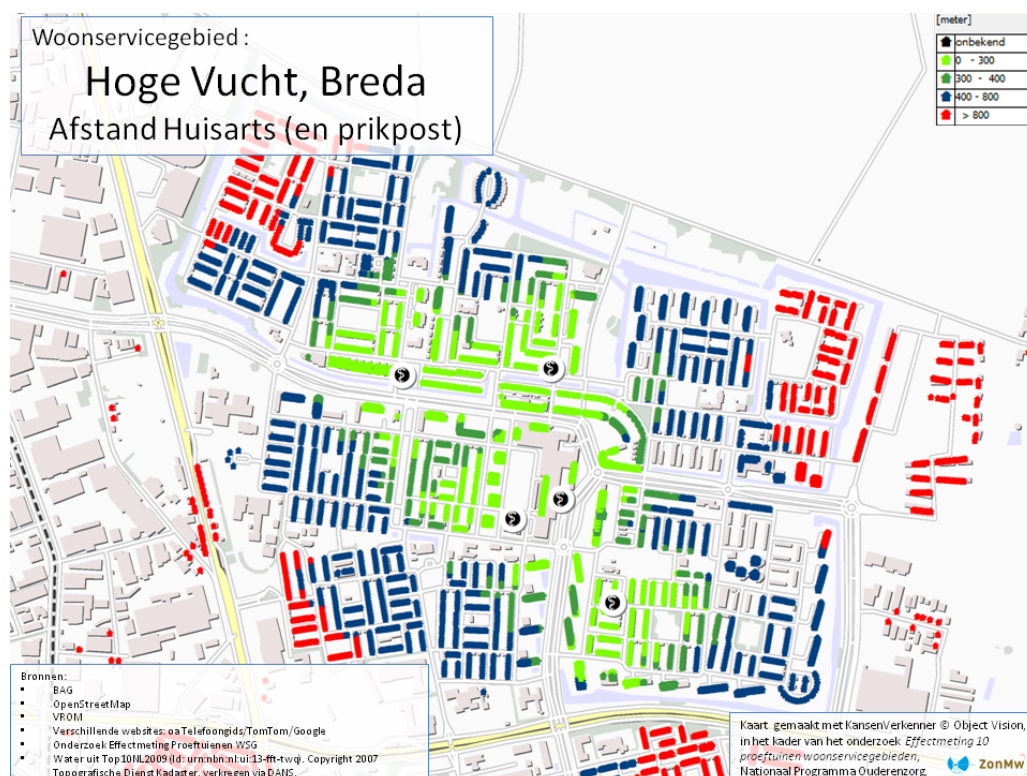 Woonservicegebied :
Hoge Vucht, Breda
Afstand Huisarts (en prikpost)
[meter]
onbekend
0 - 300
300 - 400
400 - 800
> 800
Bronnen:
▪ BAG
▪ OpenStreetMap
▪ VROM
▪ Verschillende websites: oa Telefoongids/TomTom/Google
▪ Onderzoek Effectmeting Proeftuienen WSG
▪ Water uit Top10NL2009 (Id: urn:nbn:nl:ui:13-fft-twq). Copyright 2007
Topografische Dienst Kadaster, verkregen via DANS.
Kaart gemaakt met KansenVerkenner © Object Vision,
in het kader van het onderzoek Effectmeting 10
proeftuinen woonservicegebieden,
Nationaal Programma Ouderenzorg.
ZonMw